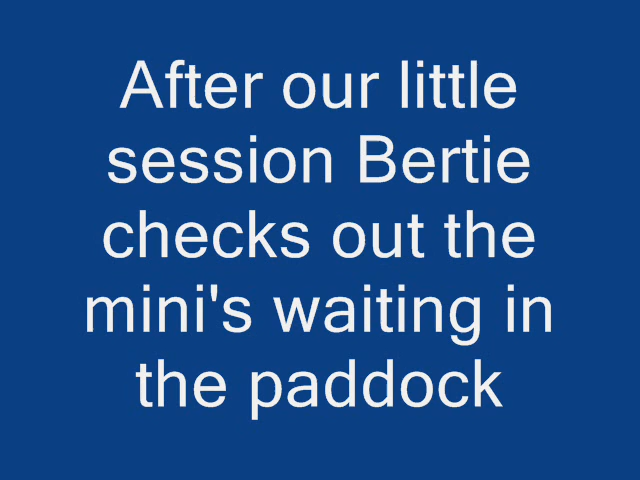 After our little
session Bertie
checks out the
mini's waiting in
the paddock